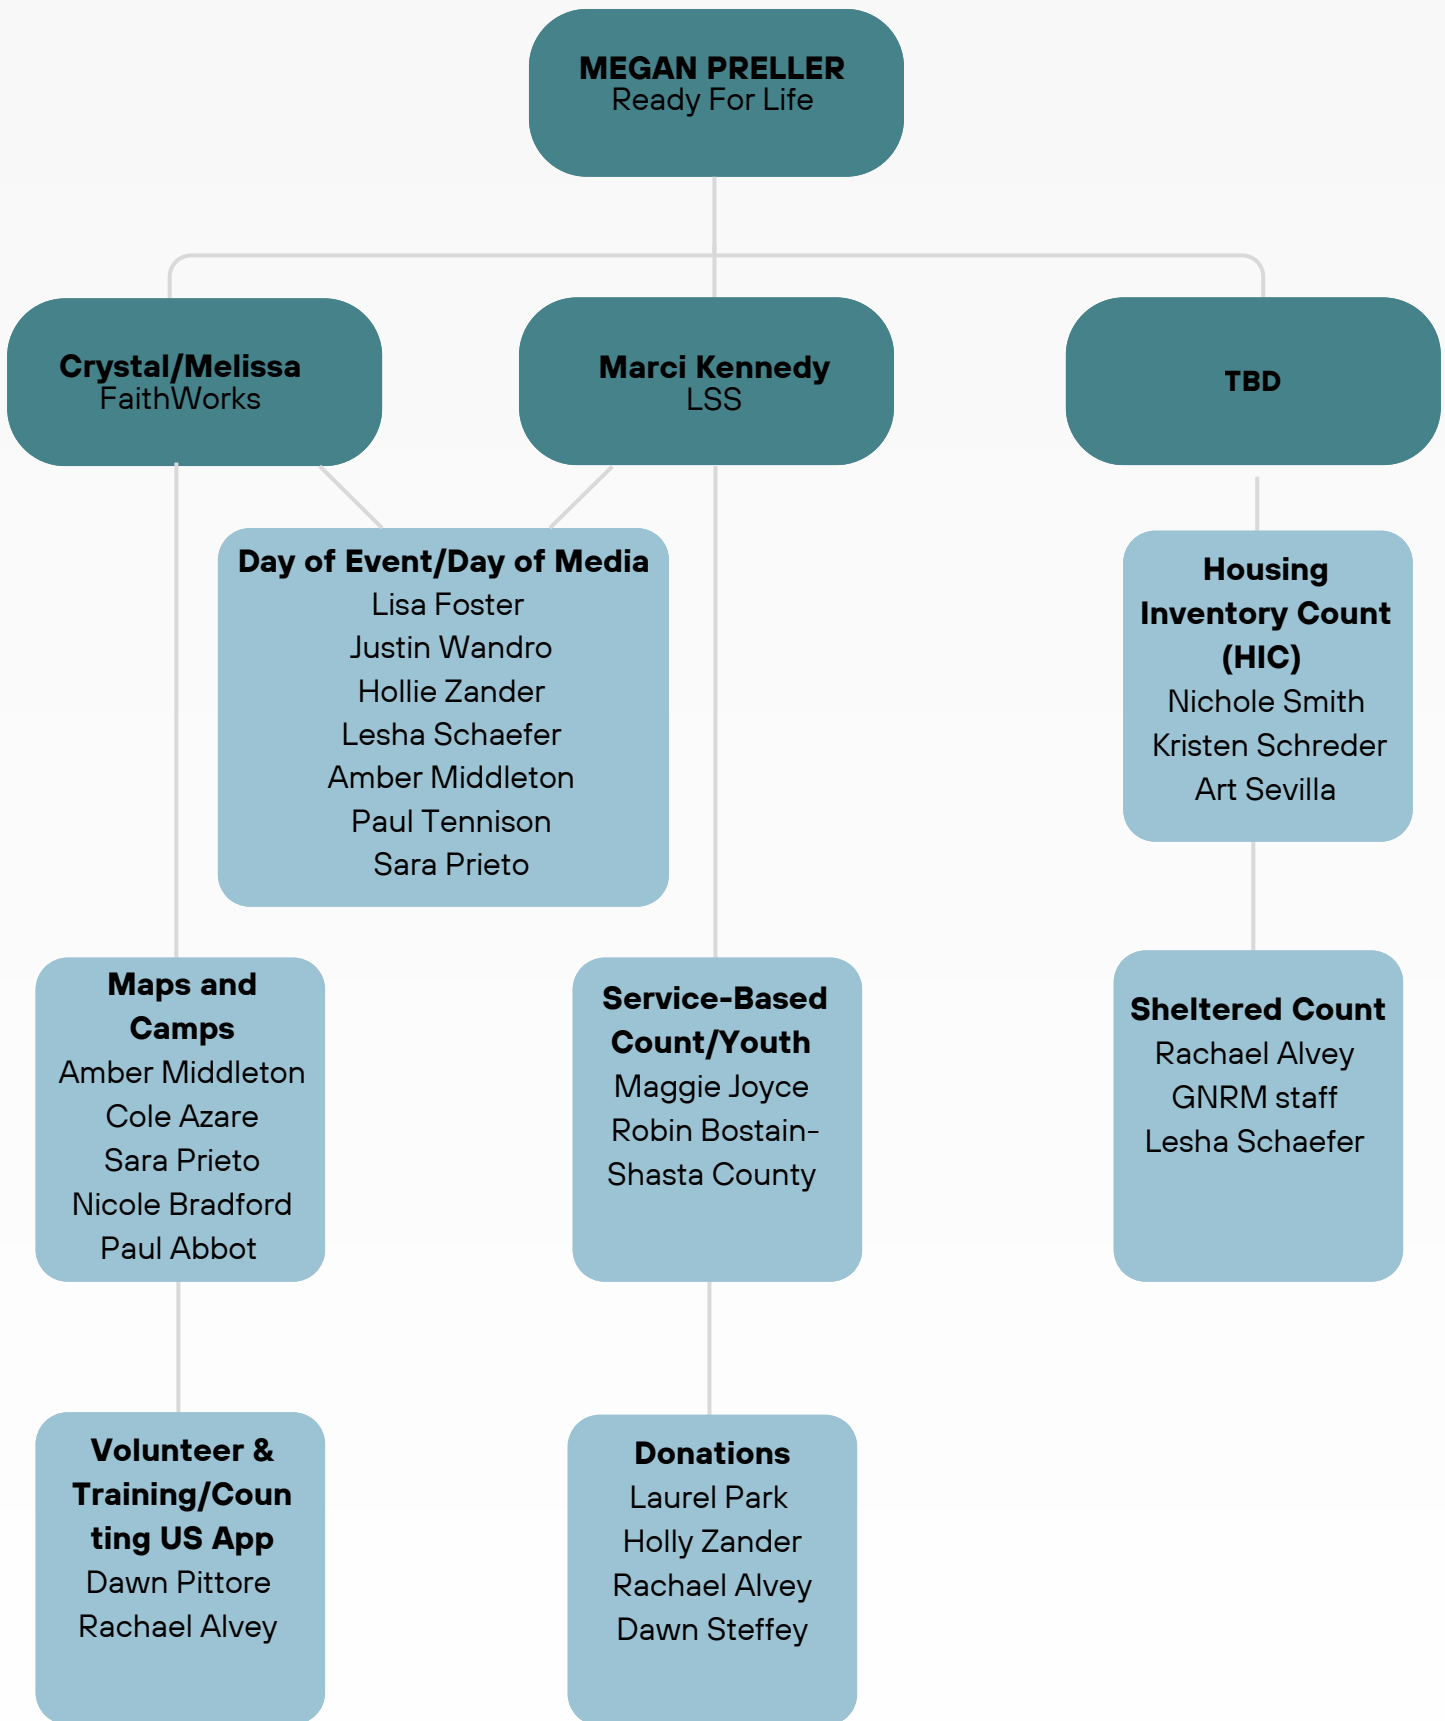 MEGAN PRELLER
Ready For Life
Crystal/Melissa
FaithWorks
Marci Kennedy
LSS
TBD
Day of Event/Day of Media
Lisa Foster
Justin Wandro
Hollie Zander
Lesha Schaefer
Amber Middleton
Paul Tennison
Sara Prieto
Housing
Inventory Count
(HIC)
Nichole Smith
Kristen Schreder
Art Sevilla
Maps and
Camps
Amber Middleton
Cole Azare
Sara Prieto
Nicole Bradford
Paul Abbot
Service-Based
Count/Youth
Maggie Joyce
Robin Bostain-
Shasta County
Sheltered Count
Rachael Alvey
GNRM staff
Lesha Schaefer
Volunteer &
Training/Coun
ting US App
Dawn Pittore
Rachael Alvey
Donations
Laurel Park
Holly Zander
Rachael Alvey
Dawn Steffey